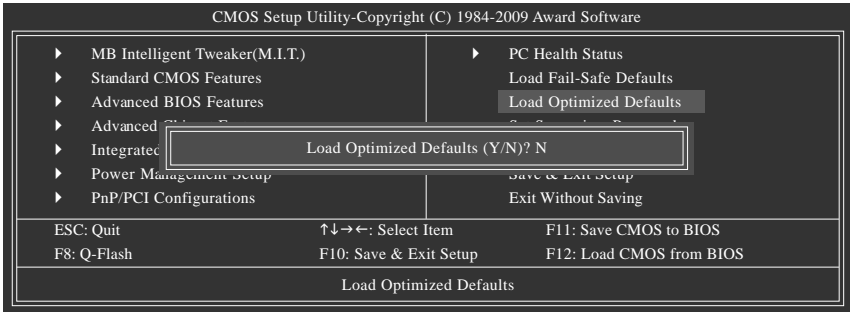 CMOS Setup Utility-Copyright (C) 1984-2009 Award Software
MB Intelligent Tweaker(M.I.T.)
Standard CMOS Features
Advanced BIOS Features
Advanced
Integrated
Power Management Setup
PnP/PCI Configurations
PC Health Status
Load Fail-Safe Defaults
Load Optimized Defaults
Save & Exit Setup
Exit Without Saving
Load Optimized Defaults (Y/N)? N
ESC: Quit ↑↓→←: Select Item F11: Save CMOS to BIOS
F8: Q-Flash F10: Save & Exit Setup F12: Load CMOS from BIOS
Load Optimized Defaults